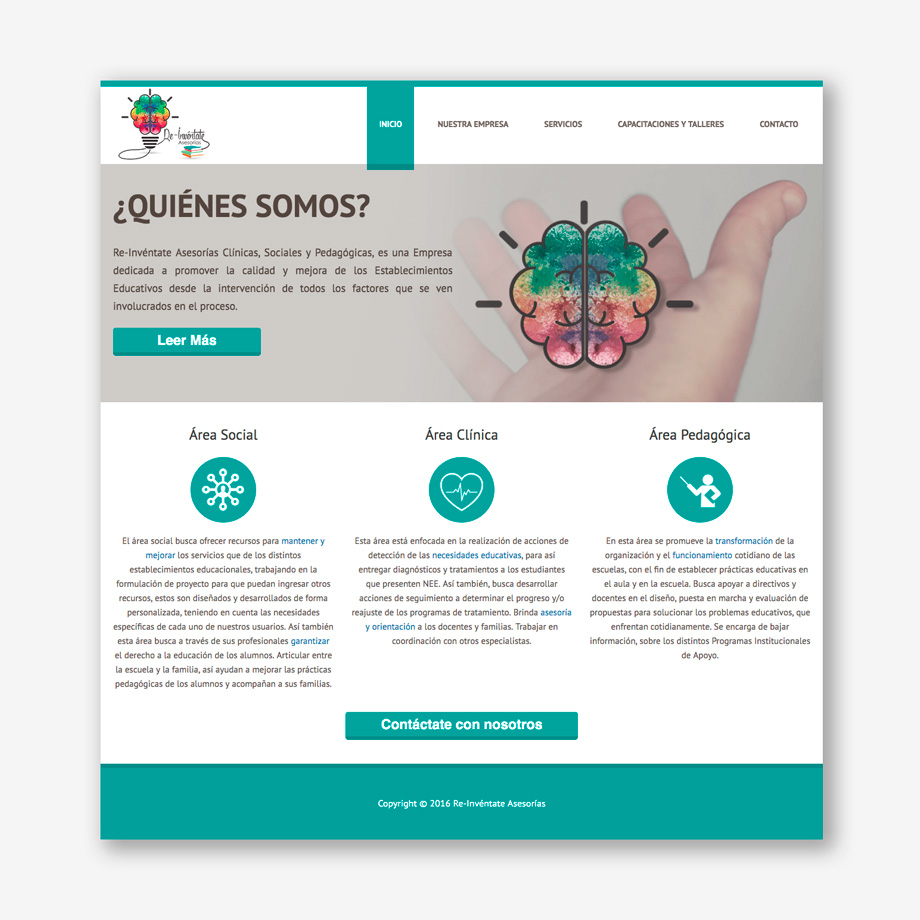 Re-Invéntate
Asesorías
INICIO
NUESTRA EMPRESA
SERVICIOS
CAPACITACIONES Y TALLERES
CONTACTO
¿QUIÉNES SOMOS?
Re-Invéntate Asesorías Clínicas, Sociales y Pedagógicas, es una Empresa
dedicada a promover la calidad y mejora de los Establecimientos
Educativos desde la intervención de todos los factores que se ven
involucrados en el proceso.
Leer Más
Área Social
El área social busca ofrecer recursos para mantener y
mejorar los servicios que de los distintos
establecimientos educacionales, trabajando en la
formulación de proyecto para que puedan ingresar otros
recursos, estos son diseñados y desarrollados de forma
personalizada, teniendo en cuenta las necesidades
específicas de cada uno de nuestros usuarios. Así también
esta área busca a través de sus profesionales garantizar
el derecho a la educación de los alumnos. Articular entre
la escuela y la familia, así ayudan a mejorar las prácticas
pedagógicas de los alumnos y acompañan a sus familias.
Área Clínica
Esta área está enfocada en la realización de acciones de
detección de las necesidades educativas, para así
entregar diagnósticos y tratamientos a los estudiantes
que presenten NEE. Así también, busca desarrollar
acciones de seguimiento a determinar el progreso y/o
reajuste de los programas de tratamiento. Brinda asesoría
y orientación a los docentes y familias. Trabajar en
coordinación con otros especialistas.
Área Pedagógica
En esta área se promueve la transformación de la
organización y el funcionamiento cotidiano de las
escuelas, con el fin de establecer prácticas educativas en
el aula y en la escuela. Busca apoyar a directivos y
docentes en el diseño, puesta en marcha y evaluación de
propuestas para solucionar los problemas educativos, que
enfrentan cotidianamente. Se encarga de bajar
información, sobre los distintos Programas Institucionales
de Apoyo.
Contáctate con nosotros
Copyright © 2016 Re-Invéntate Asesorías